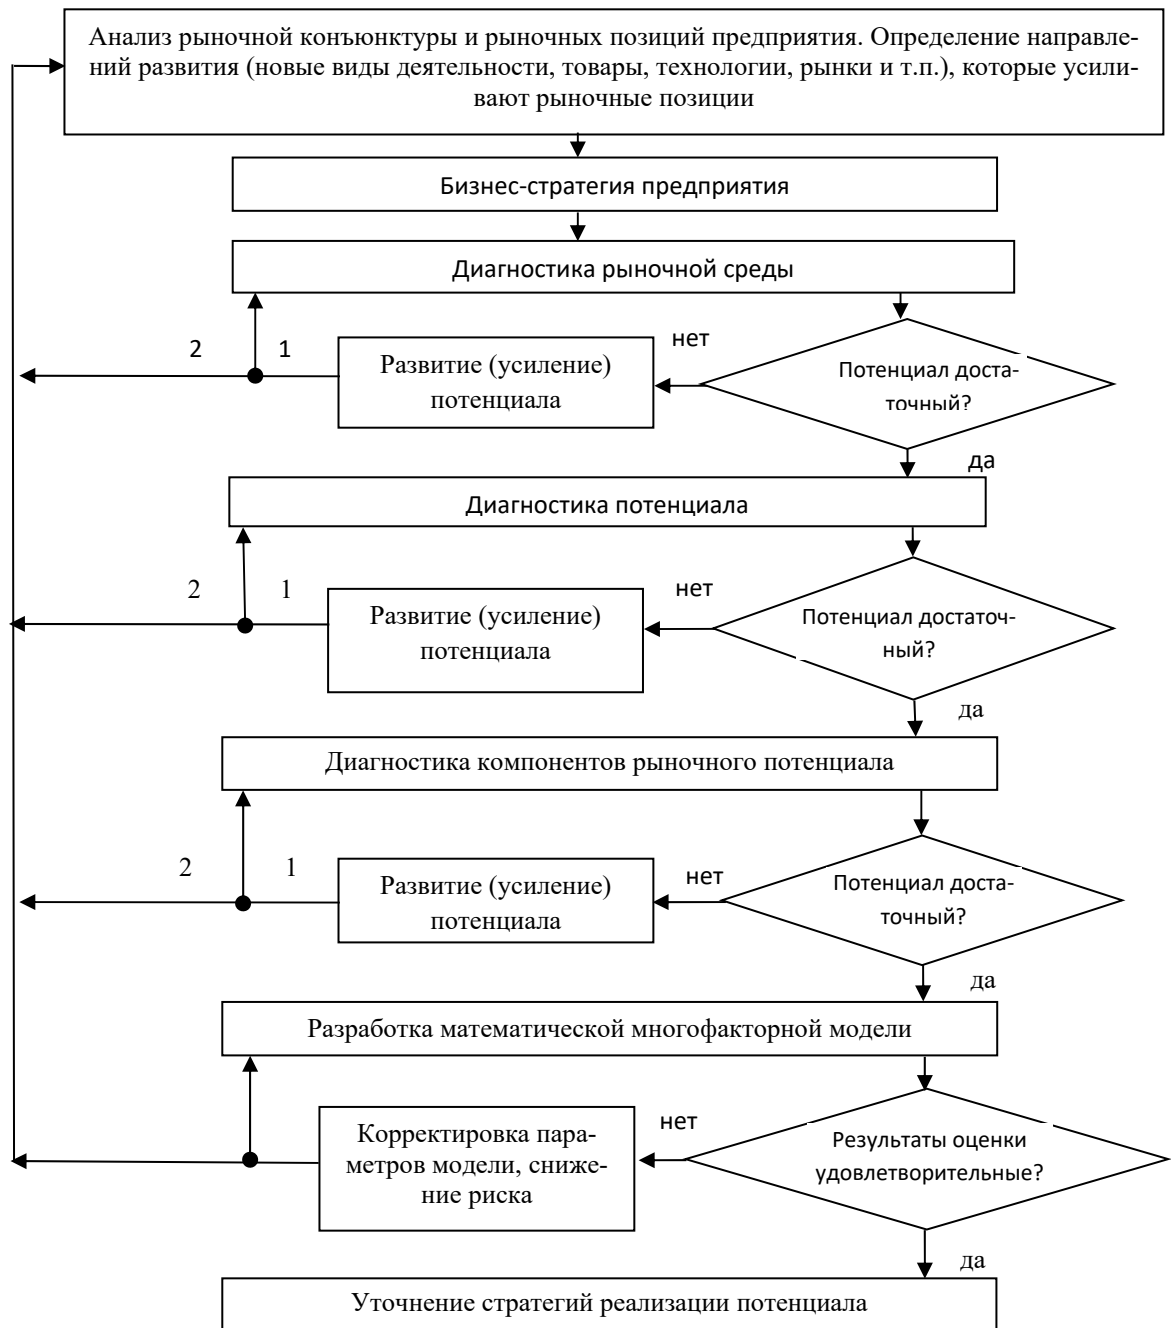 Анализ рыночной конъюнктуры и рыночных позиций предприятия. Определение направле-
ний развития (новые виды деятельности, товары, технологии, рынки и т.п.), которые усили-
вают рыночные позиции
Бизнес-стратегия предприятия
Диагностика рыночной среды
2
1
Развитие (усиление)
потенциала
нет
Потенциал доста-
точный?
да
Диагностика потенциала
2
1
Развитие (усиление)
потенциала
нет
Потенциал достаточ-
ный?
да
Диагностика компонентов рыночного потенциала
2
1
Развитие (усиление)
потенциала
нет
Потенциал доста-
точный?
да
Разработка математической многофакторной модели
Корректировка пара-
метров модели, сниже-
ние риска
нет
Результаты оценки
удовлетворительные?
да
Уточнение стратегий реализации потенциала